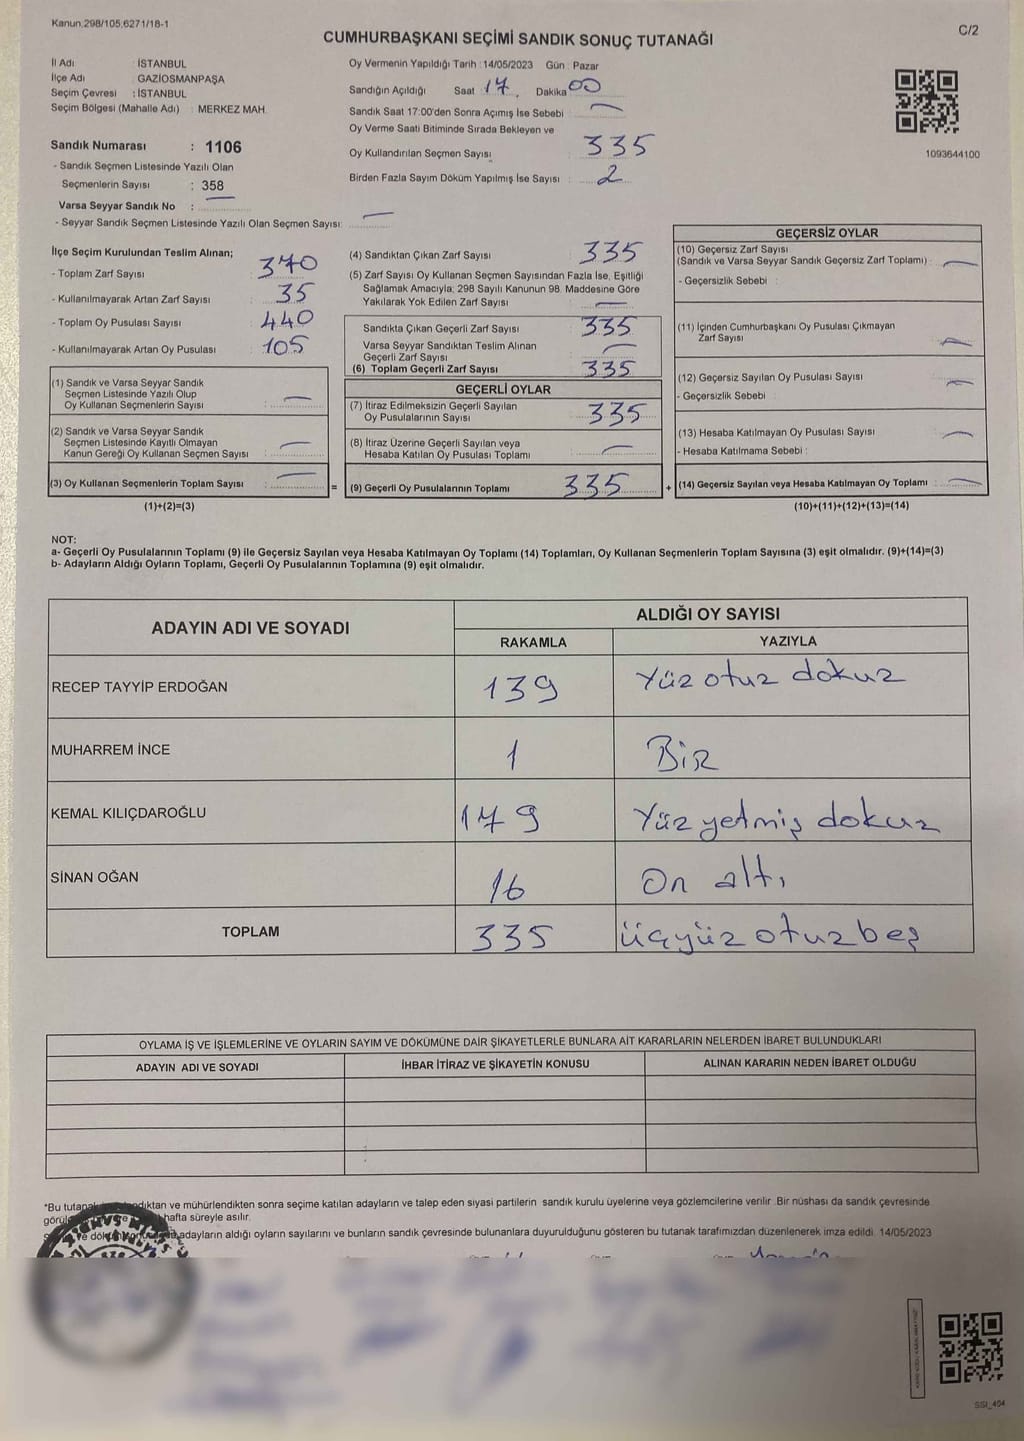 Kanun.298/105,6271/18-1
C/2
CUMHURBAŞKANI SEÇİMİ SANDIK SONUÇ TUTANAĞI
İl Adı : İSTANBUL
İlçe Adı : GAZİOSMANPAŞA
Seçim Çevresi : İSTANBUL
Seçim Bölgesi (Mahalle Adı) : MERKEZ MAH.
Sandık Numarası : 1106
- Sandık Seçmen Listesinde Yazılı Olan
Seçmenlerin Sayısı : 358
Varsa Seyyar Sandık No :
- Seyyar Sandık Seçmen Listesinde Yazılı Olan Seçmen Sayısı:
Oy Vermenin Yapıldığı Tarih : 14/05/2023 Gün : Pazar
Sandığın Açıldığı Saat 17 Dakika 00
Sandık Saat 17:00'den Sonra Açımış İse Sebebi :
Oy Verme Saati Bitiminde Sırada Bekleyen ve
Oy Kullandırılan Seçmen Sayısı : 335
Birden Fazla Sayım Döküm Yapılmış İse Sayısı : 2
1093644100
İlçe Seçim Kurulundan Teslim Alınan;
- Toplam Zarf Sayısı : 370
- Kullanılmayarak Artan Zarf Sayısı : 35
- Toplam Oy Pusulası Sayısı : 440
- Kullanılmayarak Artan Oy Pusulası : 105
(1) Sandık ve Varsa Seyyar Sandık
Seçmen Listesinde Yazılı Olup
Oy Kullanan Seçmenlerin Sayısı :
(2) Sandık ve Varsa Seyyar Sandık
Seçmen Listesinde Kayıtlı Olmayan
Kanun Gereği Oy Kullanan Seçmen Sayısı :
(3) Oy Kullanan Seçmenlerin Toplam Sayısı : =
(1)+(2)=(3)
(4) Sandıktan Çıkan Zarf Sayısı : 335
(5) Zarf Sayısı Oy Kullanan Seçmen Sayısından Fazla İse, Eşitliği
Sağlamak Amacıyla; 298 Sayılı Kanunun 98. Maddesine Göre
Yakılarak Yok Edilen Zarf Sayısı :
Sandıkta Çıkan Geçerli Zarf Sayısı : 335
Varsa Seyyar Sandıktan Teslim Alınan
Geçerli Zarf Sayısı :
(6) Toplam Geçerli Zarf Sayısı : 335
GEÇERLİ OYLAR
(7) İtiraz Edilmeksizin Geçerli Sayılan
Oy Pusulalarının Sayısı : 335
(8) İtiraz Üzerine Geçerli Sayılan veya
Hesaba Katılan Oy Pusulası Toplamı :
(9) Geçerli Oy Pusulalarının Toplamı : 335 +
GEÇERSİZ OYLAR
(10) Geçersiz Zarf Sayısı
(Sandık ve Varsa Seyyar Sandık Geçersiz Zarf Toplamı) :
- Geçersizlik Sebebi :
(11) İçinden Cumhurbaşkanı Oy Pusulası Çıkmayan
Zarf Sayısı :
(12) Geçersiz Sayılan Oy Pusulası Sayısı :
- Geçersizlik Sebebi :
(13) Hesaba Katılmayan Oy Pusulası Sayısı :
- Hesaba Katılmama Sebebi :
(14) Geçersiz Sayılan veya Hesaba Katılmayan Oy Toplamı :
(10)+(11)+(12)+(13)=(14)
NOT:
a- Geçerli Oy Pusulalarının Toplamı (9) ile Geçersiz Sayılan veya Hesaba Katılmayan Oy Toplamı (14) Toplamları, Oy Kullanan Seçmenlerin Toplam Sayısına (3) eşit olmalıdır. (9)+(14)=(3)
b- Adayların Aldığı Oyların Toplamı, Geçerli Oy Pusulalarının Toplamına (9) eşit olmalıdır.
ADAYIN ADI VE SOYADI ALDIĞI OY SAYISI
RAKAMLA YAZIYLA
RECEP TAYYİP ERDOĞAN 139 Yüz otuz dokuz
MUHARREM İNCE 1 Bir
KEMAL KILIÇDAROĞLU 179 Yüz yetmiş dokuz
SİNAN OĞAN 16 On altı
TOPLAM 335 üçyüz otuzbeş
OYLAMA İŞ VE İŞLEMLERİNE VE OYLARIN SAYIM VE DÖKÜMÜNE DAİR ŞİKAYETLERLE BUNLARA AİT KARARLARIN NELERDEN İBARET BULUNDUKLARI
ADAYIN ADI VE SOYADI İHBAR İTİRAZ VE ŞİKAYETİN KONUSU ALINAN KARARIN NEDEN İBARET OLDUĞU
*Bu tutanak ve mühürlendikten sonra seçime katılan adayların ve talep eden siyasi partilerin sandık kurulu üyelerine veya gözlemcilerine verilir. Bir nüshası da sandık çevresinde
hafta süreyle asılır.
adayların aldığı oyların sayılarını ve bunların sandık çevresinde bulunanlara duyurulduğunu gösteren bu tutanak tarafımızdan düzenlenerek imza edildi. 14/05/2023
SSI_404